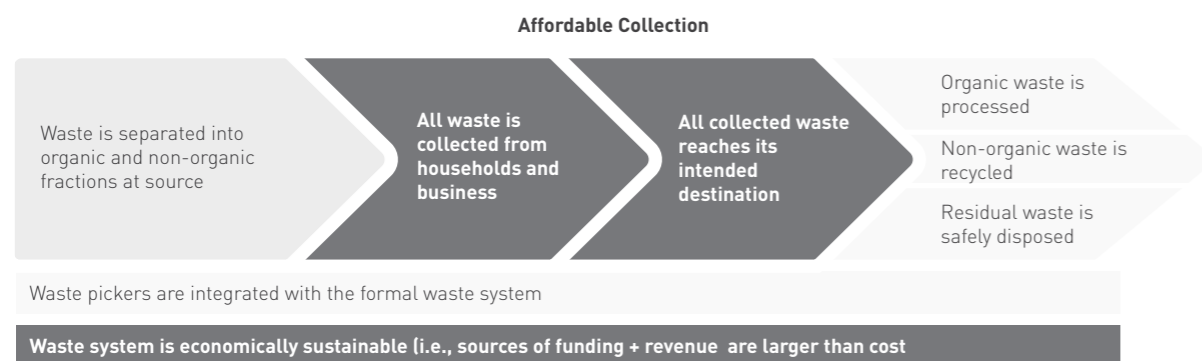 Affordable Collection
Waste is separated into
organic and non-organic
fractions at source
All waste is
collected from
households and
business
All collected waste
reaches its
intended
destination
Organic waste is
processed
Non-organic waste is
recycled
Residual waste is
safely disposed
Waste pickers are integrated with the formal waste system
Waste system is economically sustainable (i.e., sources of funding + revenue are larger than cost